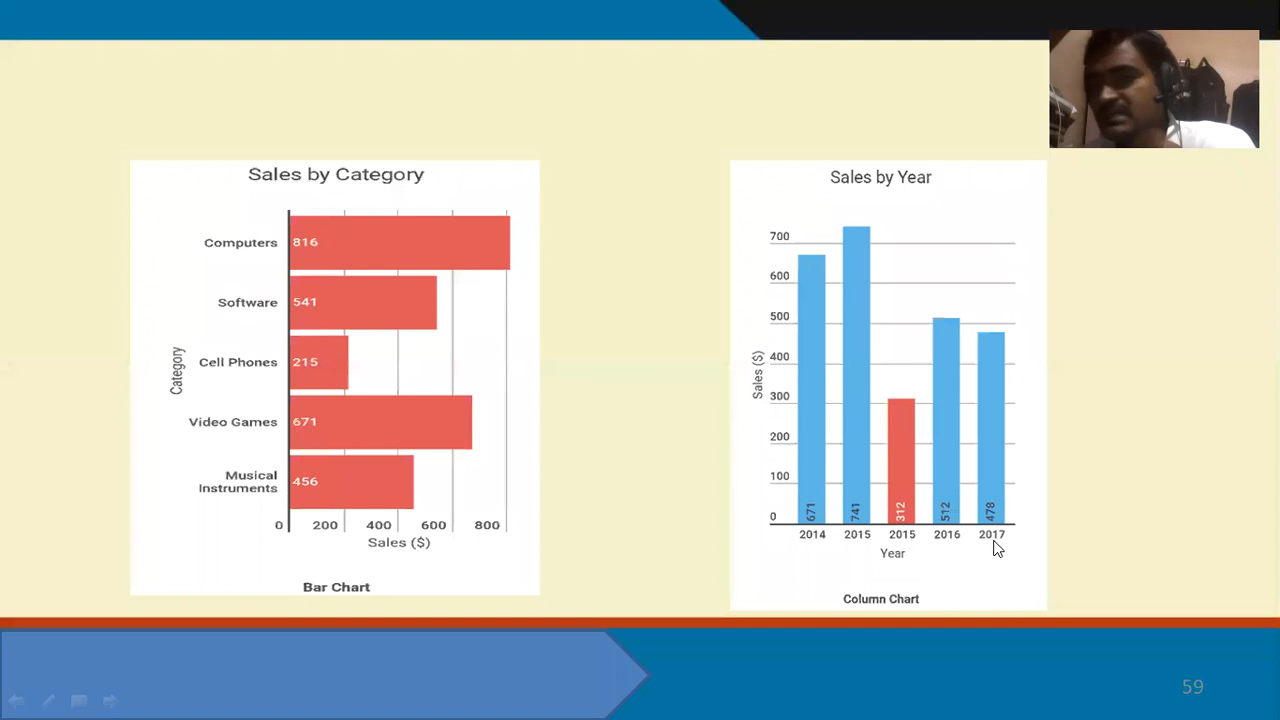 Sales by Category
Computers
816
Software
541
Cell Phones
215
Video Games
671
Musical
Instruments
456
Category
0 200 400 600 800
Sales ($)
Bar Chart
Sales by Year
700
600
500
400
300
200
100
0
Sales ($)
671 741 312 512 478
2014 2015 2015 2016 2017
Year
Column Chart
59